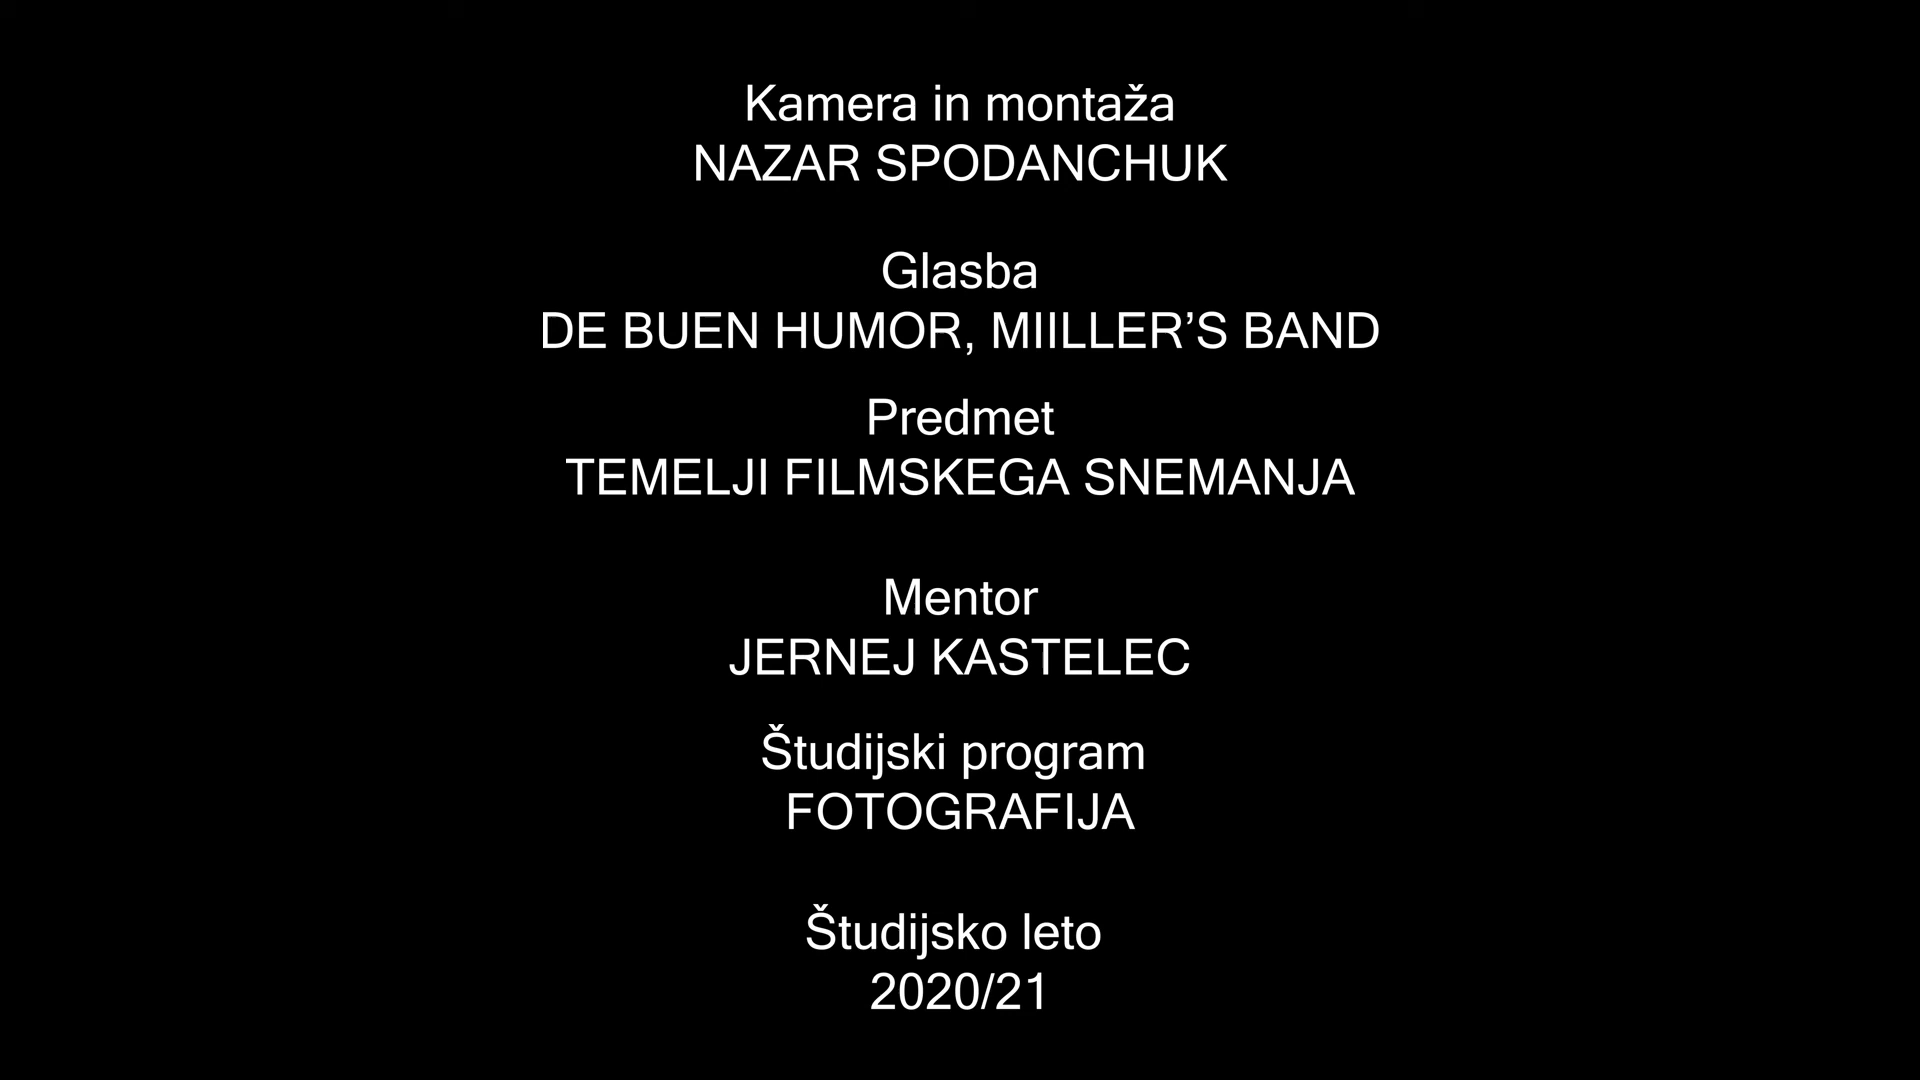 Kamera in montaža
NAZAR SPODANCHUK
Glasba
DE BUEN HUMOR, MIILLER’S BAND
Predmet
TEMELJI FILMSKEGA SNEMANJA
Mentor
JERNEJ KASTELEC
Študijski program
FOTOGRAFIJA
Študijsko leto
2020/21